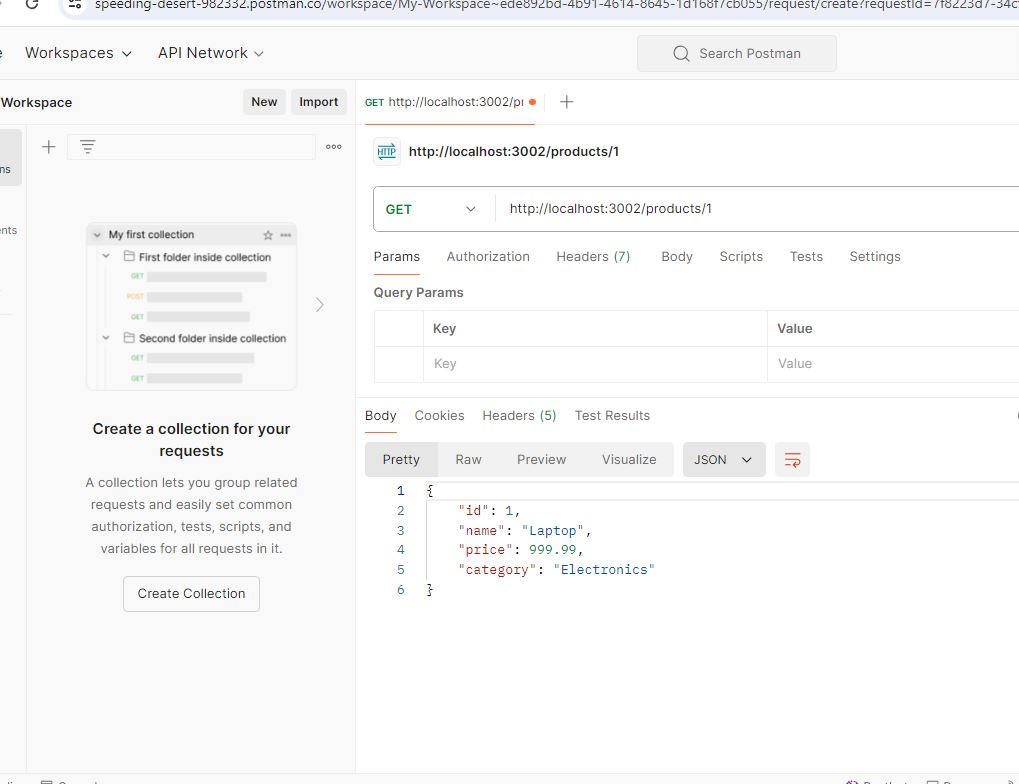 speeding-desert-982332.postman.co/workspace/My-Workspace~ede892bd-4b91-4614-8645-1d168f7cb055/request/create?requestId=7f8223d7-34c
Workspaces
API Network
Search Postman
Workspace
New
Import
GET http://localhost:3002/pr
HTTP
http://localhost:3002/products/1
GET
http://localhost:3002/products/1
Params
Authorization
Headers (7)
Body
Scripts
Tests
Settings
Query Params
Key
Value
Key
Value
My first collection
First folder inside collection
GET
POST
GET
Second folder inside collection
GET
GET
Create a collection for your
requests
A collection lets you group related
requests and easily set common
authorization, tests, scripts, and
variables for all requests in it.
Create Collection
Body
Cookies
Headers (5)
Test Results
Pretty
Raw
Preview
Visualize
JSON
1 {
2 "id": 1,
3 "name": "Laptop",
4 "price": 999.99,
5 "category": "Electronics"
6 }